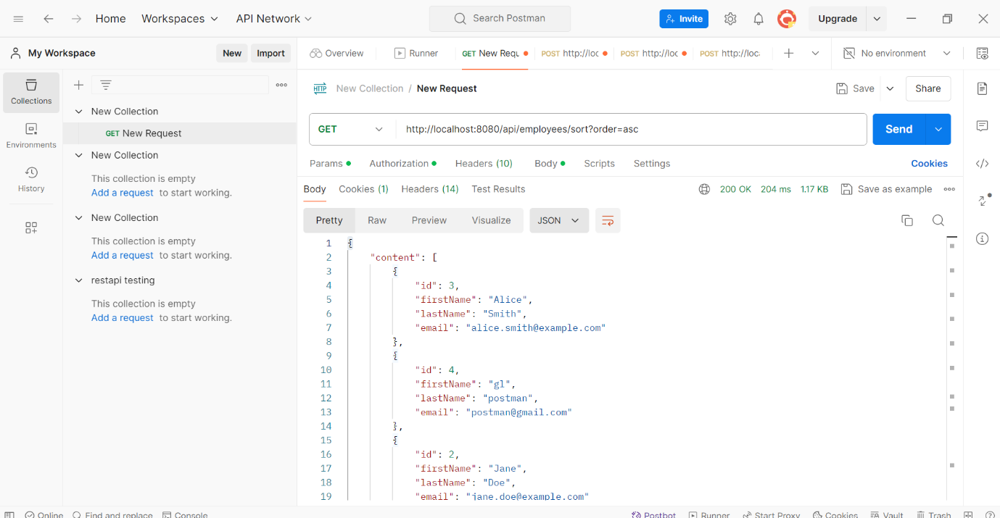 Home Workspaces API Network Search Postman Invite Upgrade
My Workspace New Import Overview Runner GET New Requ POST http://loc POST http://loc POST http://loc No environment
Collections
Environments
History
New Collection
GET New Request
New Collection
This collection is empty
Add a request to start working.
New Collection
This collection is empty
Add a request to start working.
restapi testing
This collection is empty
Add a request to start working.
HTTP New Collection / New Request Save Share
GET http://localhost:8080/api/employees/sort?order=asc Send
Params Authorization Headers (10) Body Scripts Settings Cookies
Body Cookies (1) Headers (14) Test Results 200 OK 204 ms 1.17 KB Save as example
Pretty Raw Preview Visualize JSON
1 {
2 "content": [
3 {
4 "id": 3,
5 "firstName": "Alice",
6 "lastName": "Smith",
7 "email": "alice.smith@example.com"
8 },
9 {
10 "id": 4,
11 "firstName": "gl",
12 "lastName": "postman",
13 "email": "postman@gmail.com"
14 },
15 {
16 "id": 2,
17 "firstName": "Jane",
18 "lastName": "Doe",
19 "email": "jane.doe@example.com"
Online Find and replace Console Postbot Runner Start Proxy Cookies Vault Trash